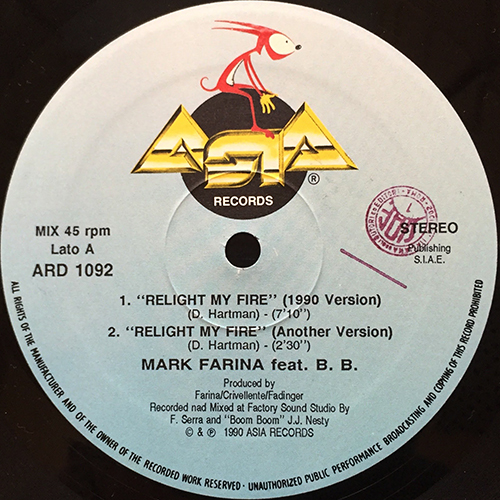 ASIA
®
RECORDS
MIX 45 rpm
Lato A
ARD 1092
STEREO
Publishing
S.I.A.E.
1. "RELIGHT MY FIRE" (1990 Version)
(D. Hartman) - (7'10")
2. "RELIGHT MY FIRE" (Another Version)
(D. Hartman) - (2'30")
MARK FARINA feat. B. B.
Produced by
Farina/Crivellente/Fadinger
Recorded nad Mixed at Factory Sound Studio By
F. Serra and "Boom Boom" J.J. Nesty
© & ℗ 1990 ASIA RECORDS
ALL RIGHTS OF THE MANUFACTURER AND OF THE OWNER OF THE RECORDED WORK RESERVED · UNAUTHORIZED PUBLIC PERFORMANCE BROADCASTING AND COPYING OF THIS RECORD PROHIBITED